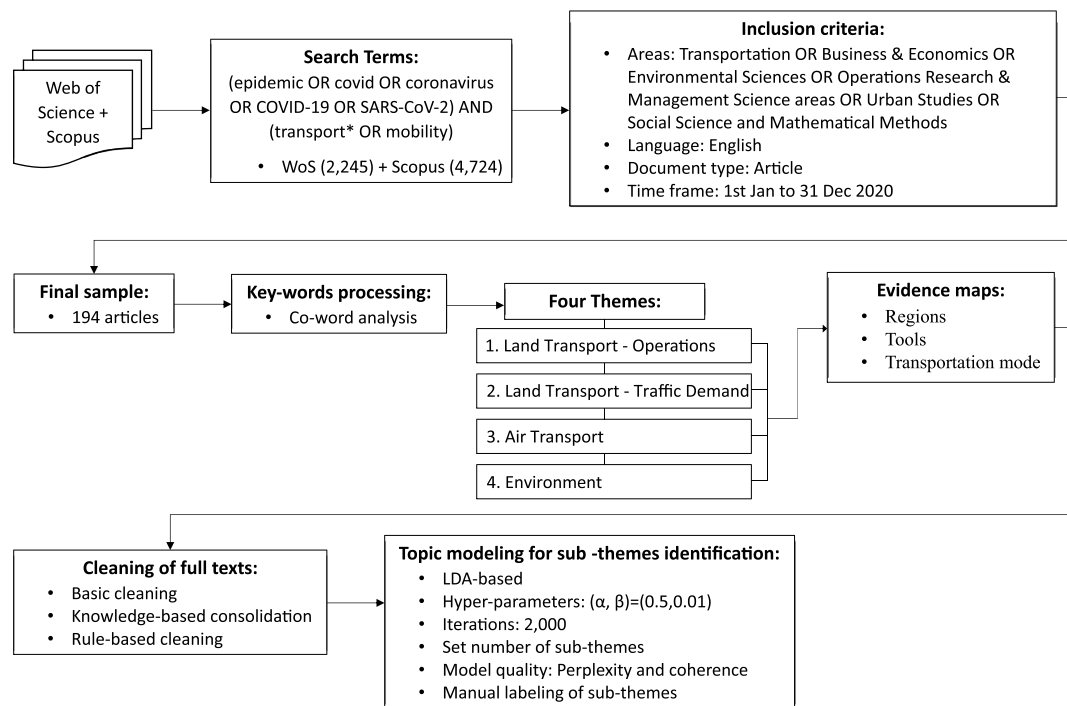 Web of
Science +
Scopus
Search Terms:
(epidemic OR covid OR coronavirus
OR COVID-19 OR SARS-CoV-2) AND
(transport* OR mobility)
• WoS (2,245) + Scopus (4,724)
Inclusion criteria:
• Areas: Transportation OR Business & Economics OR
Environmental Sciences OR Operations Research &
Management Science areas OR Urban Studies OR
Social Science and Mathematical Methods
• Language: English
• Document type: Article
• Time frame: 1st Jan to 31 Dec 2020
Final sample:
• 194 articles
Key-words processing:
• Co-word analysis
Four Themes:
1. Land Transport - Operations
2. Land Transport - Traffic Demand
3. Air Transport
4. Environment
Evidence maps:
• Regions
• Tools
• Transportation mode
Cleaning of full texts:
• Basic cleaning
• Knowledge-based consolidation
• Rule-based cleaning
Topic modeling for sub -themes identification:
• LDA-based
• Hyper-parameters: (α, β)=(0.5,0.01)
• Iterations: 2,000
• Set number of sub-themes
• Model quality: Perplexity and coherence
• Manual labeling of sub-themes